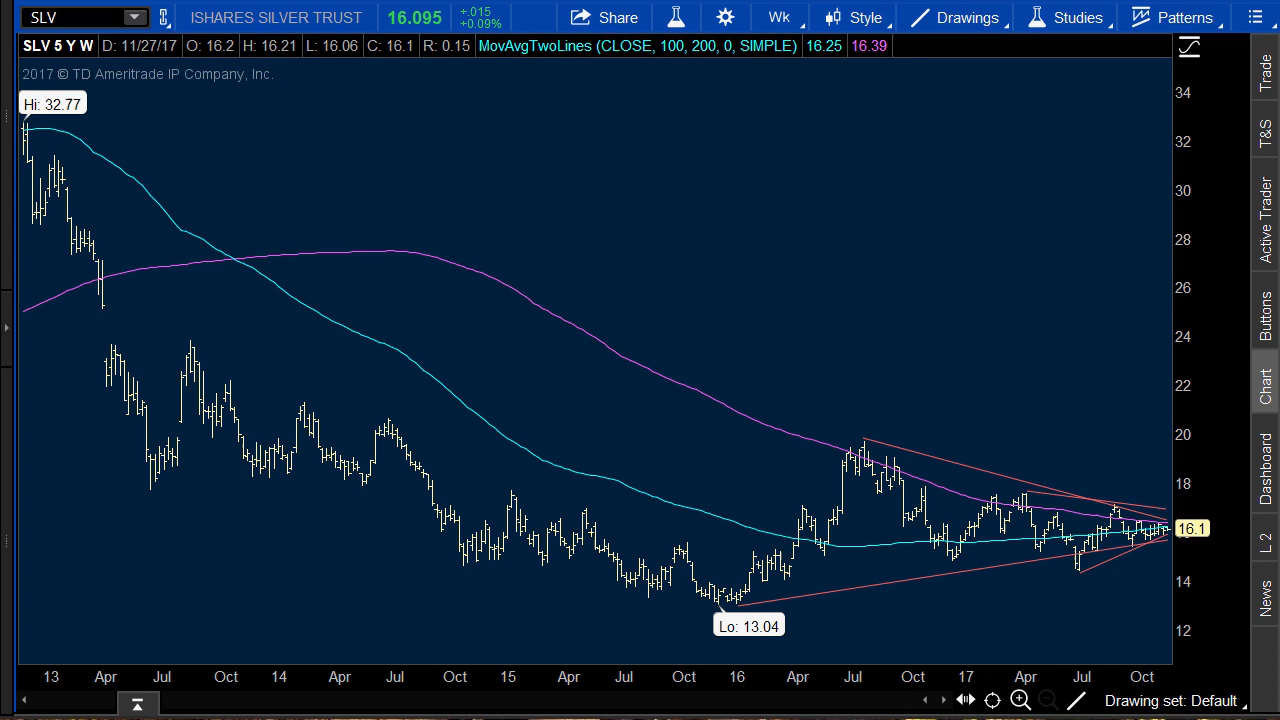 SLV ISHARES SILVER TRUST 16.095 +.015 +0.09% Share Wk Style Drawings Studies Patterns
SLV 5 Y W D: 11/27/17 O: 16.2 H: 16.21 L: 16.06 C: 16.1 R: 0.15 MovAvgTwoLines (CLOSE, 100, 200, 0, SIMPLE) 16.25 16.39
2017 © TD Ameritrade IP Company, Inc.
Hi: 32.77
34
32
30
28
26
24
22
20
18
16.1
14
12
Lo: 13.04
13 Apr Jul Oct 14 Apr Jul Oct 15 Apr Jul Oct 16 Apr Jul Oct 17 Apr Jul Oct
Drawing set: Default
Trade
T&S
Active Trader
Buttons
Chart
Dashboard
L 2
News